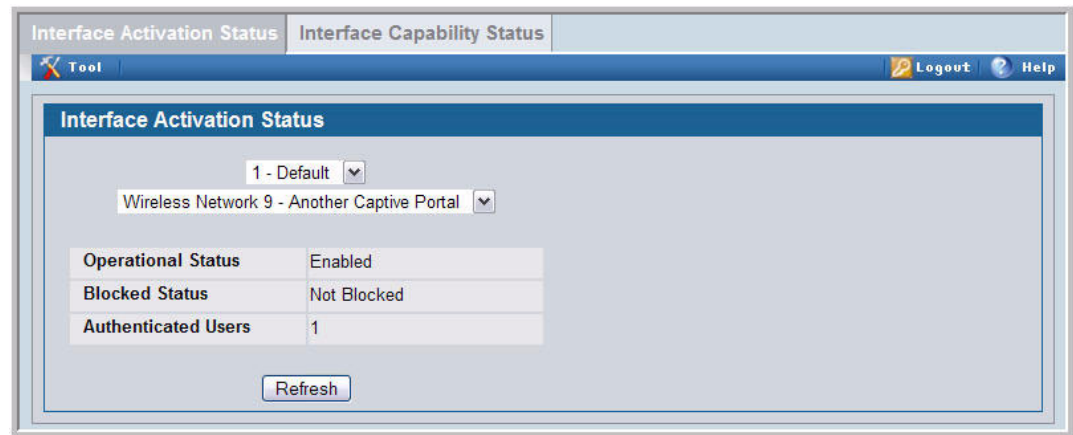 Interface Activation Status Interface Capability Status
Tool Logout Help
Interface Activation Status
1 - Default
Wireless Network 9 - Another Captive Portal
Operational Status Enabled
Blocked Status Not Blocked
Authenticated Users 1
Refresh